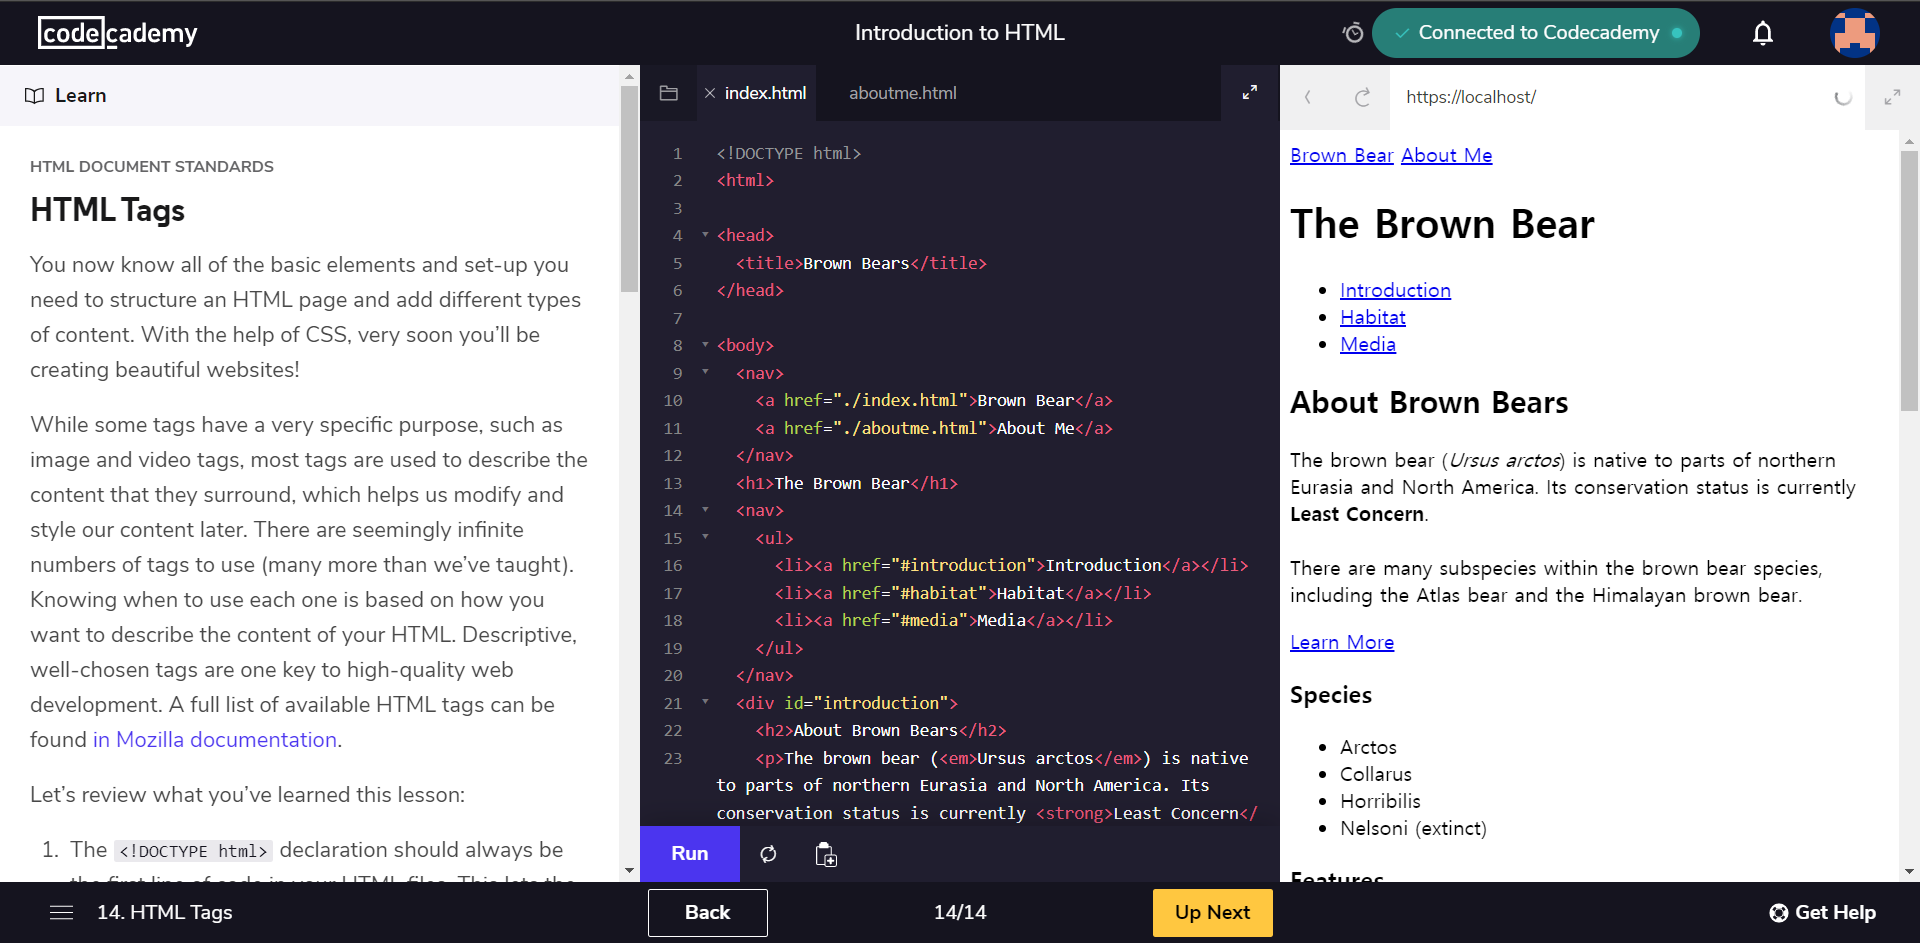 codecademy
Introduction to HTML
Connected to Codecademy
Learn
HTML DOCUMENT STANDARDS
HTML Tags
You now know all of the basic elements and set-up you
need to structure an HTML page and add different types
of content. With the help of CSS, very soon you’ll be
creating beautiful websites!
While some tags have a very specific purpose, such as
image and video tags, most tags are used to describe the
content that they surround, which helps us modify and
style our content later. There are seemingly infinite
numbers of tags to use (many more than we’ve taught).
Knowing when to use each one is based on how you
want to describe the content of your HTML. Descriptive,
well-chosen tags are one key to high-quality web
development. A full list of available HTML tags can be
found in Mozilla documentation.
Let’s review what you’ve learned this lesson:
1. The <!DOCTYPE html> declaration should always be
the first line of code in your HTML files. This lets the
index.html
aboutme.html
1 <!DOCTYPE html>
2 <html>
3
4 <head>
5 <title>Brown Bears</title>
6 </head>
7
8 <body>
9 <nav>
10 <a href="./index.html">Brown Bear</a>
11 <a href="./aboutme.html">About Me</a>
12 </nav>
13 <h1>The Brown Bear</h1>
14 <nav>
15 <ul>
16 <li><a href="#introduction">Introduction</a></li>
17 <li><a href="#habitat">Habitat</a></li>
18 <li><a href="#media">Media</a></li>
19 </ul>
20 </nav>
21 <div id="introduction">
22 <h2>About Brown Bears</h2>
23 <p>The brown bear (<em>Ursus arctos</em>) is native
to parts of northern Eurasia and North America. Its
conservation status is currently <strong>Least Concern</
Run
https://localhost/
Brown Bear About Me
The Brown Bear
• Introduction
• Habitat
• Media
About Brown Bears
The brown bear (Ursus arctos) is native to parts of northern
Eurasia and North America. Its conservation status is currently
Least Concern.
There are many subspecies within the brown bear species,
including the Atlas bear and the Himalayan brown bear.
Learn More
Species
• Arctos
• Collarus
• Horribilis
• Nelsoni (extinct)
Features
14. HTML Tags
Back
14/14
Up Next
Get Help